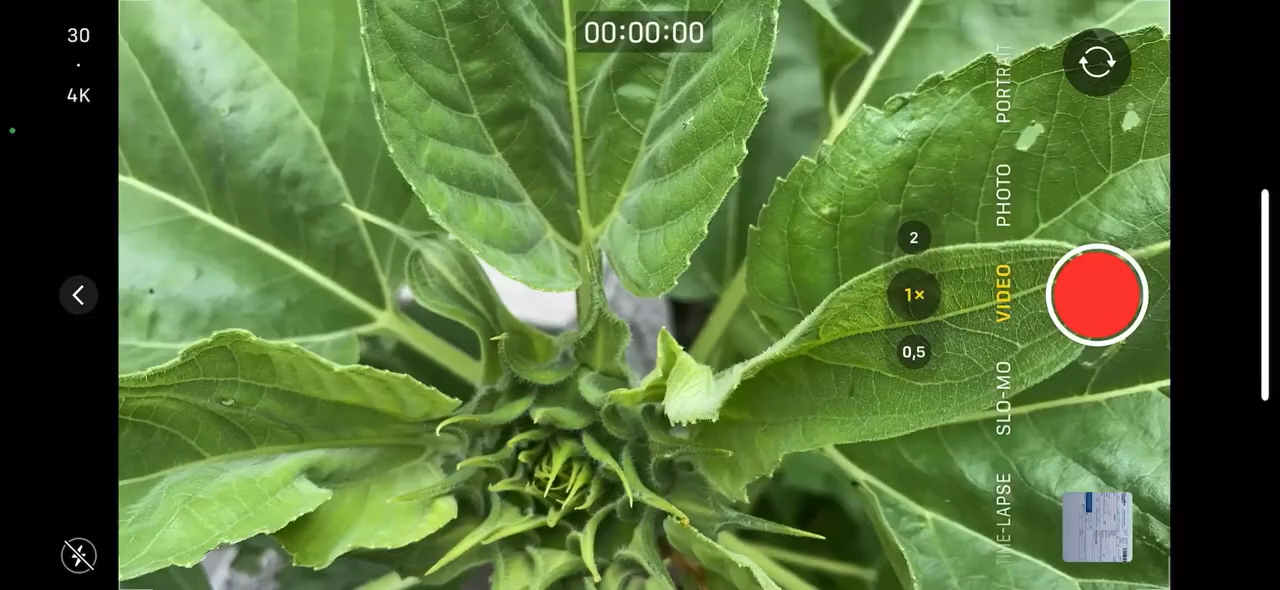 30
·
4K
00:00:00
PORTRAIT
PHOTO
VIDEO
SLO-MO
TIME-LAPSE
2
1×
0,5